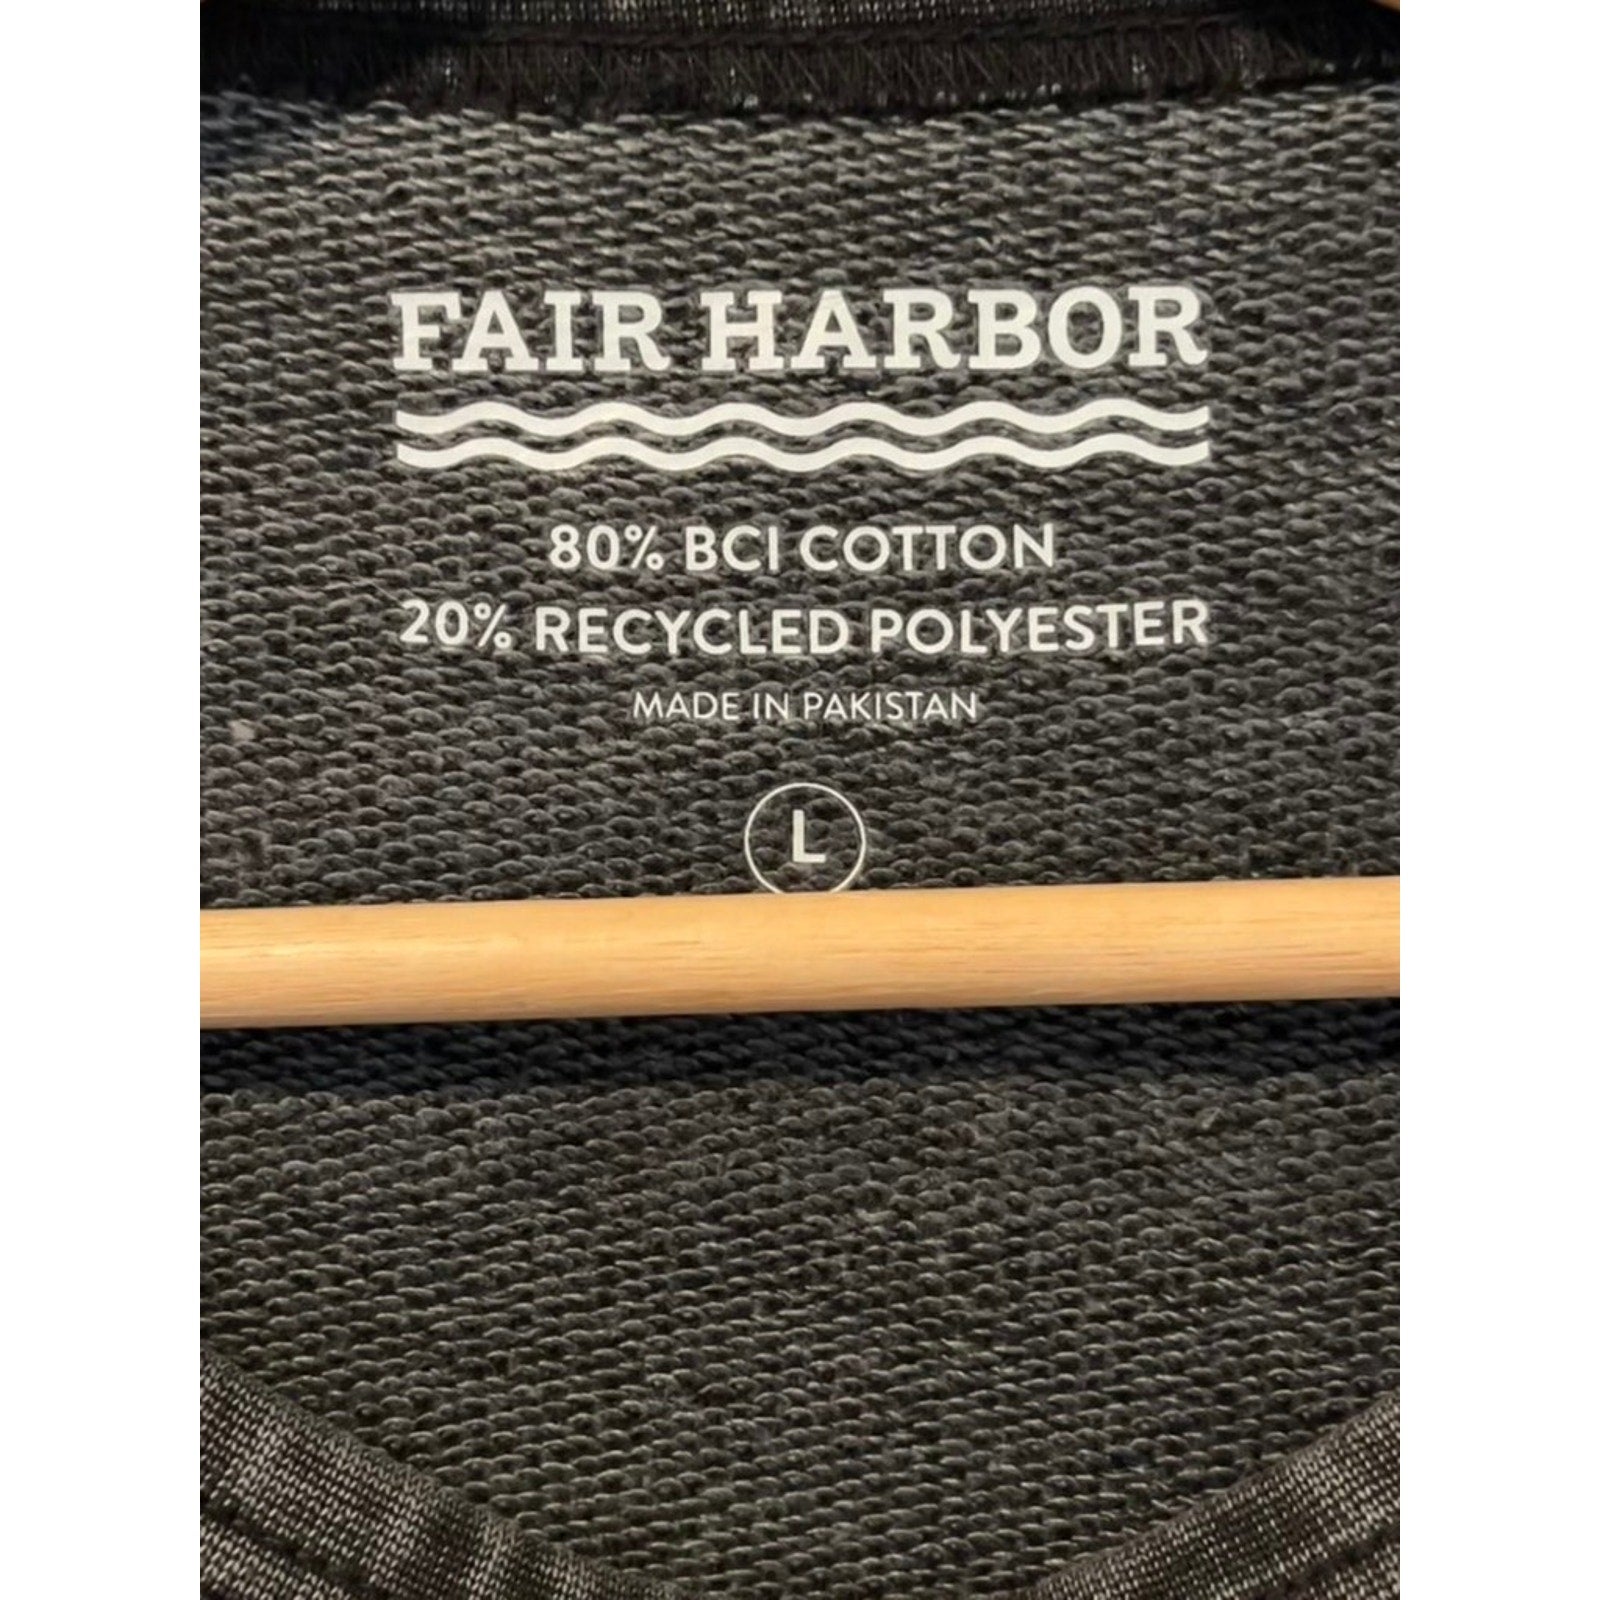 FAIR HARBOR
80% BCI COTTON
20% RECYCLED POLYESTER
MADE IN PAKISTAN
L